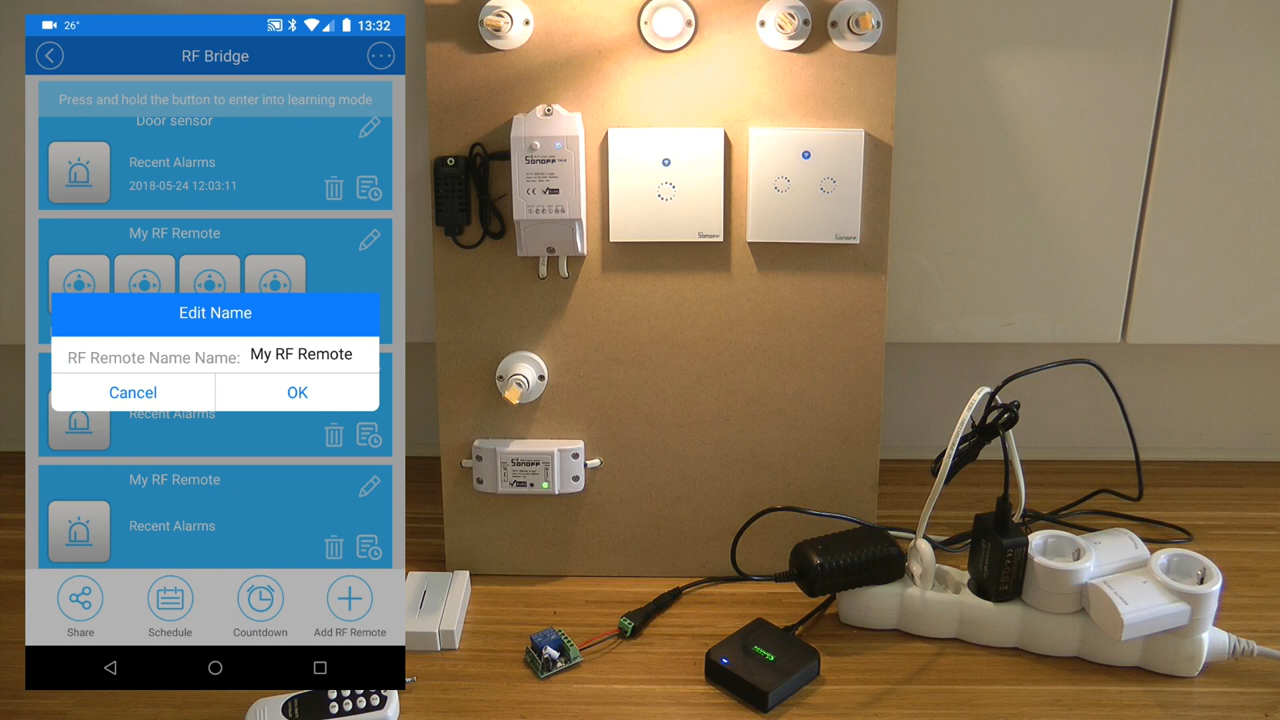 26°
13:32
RF Bridge
Press and hold the button to enter into learning mode
Door sensor
Recent Alarms
2018-05-24 12:03:11
My RF Remote
Edit Name
RF Remote Name Name: My RF Remote
Cancel
OK
Recent Alarms
My RF Remote
Recent Alarms
Share
Schedule
Countdown
Add RF Remote
SONOFF
SONOFF
SONOFF
SONOFF